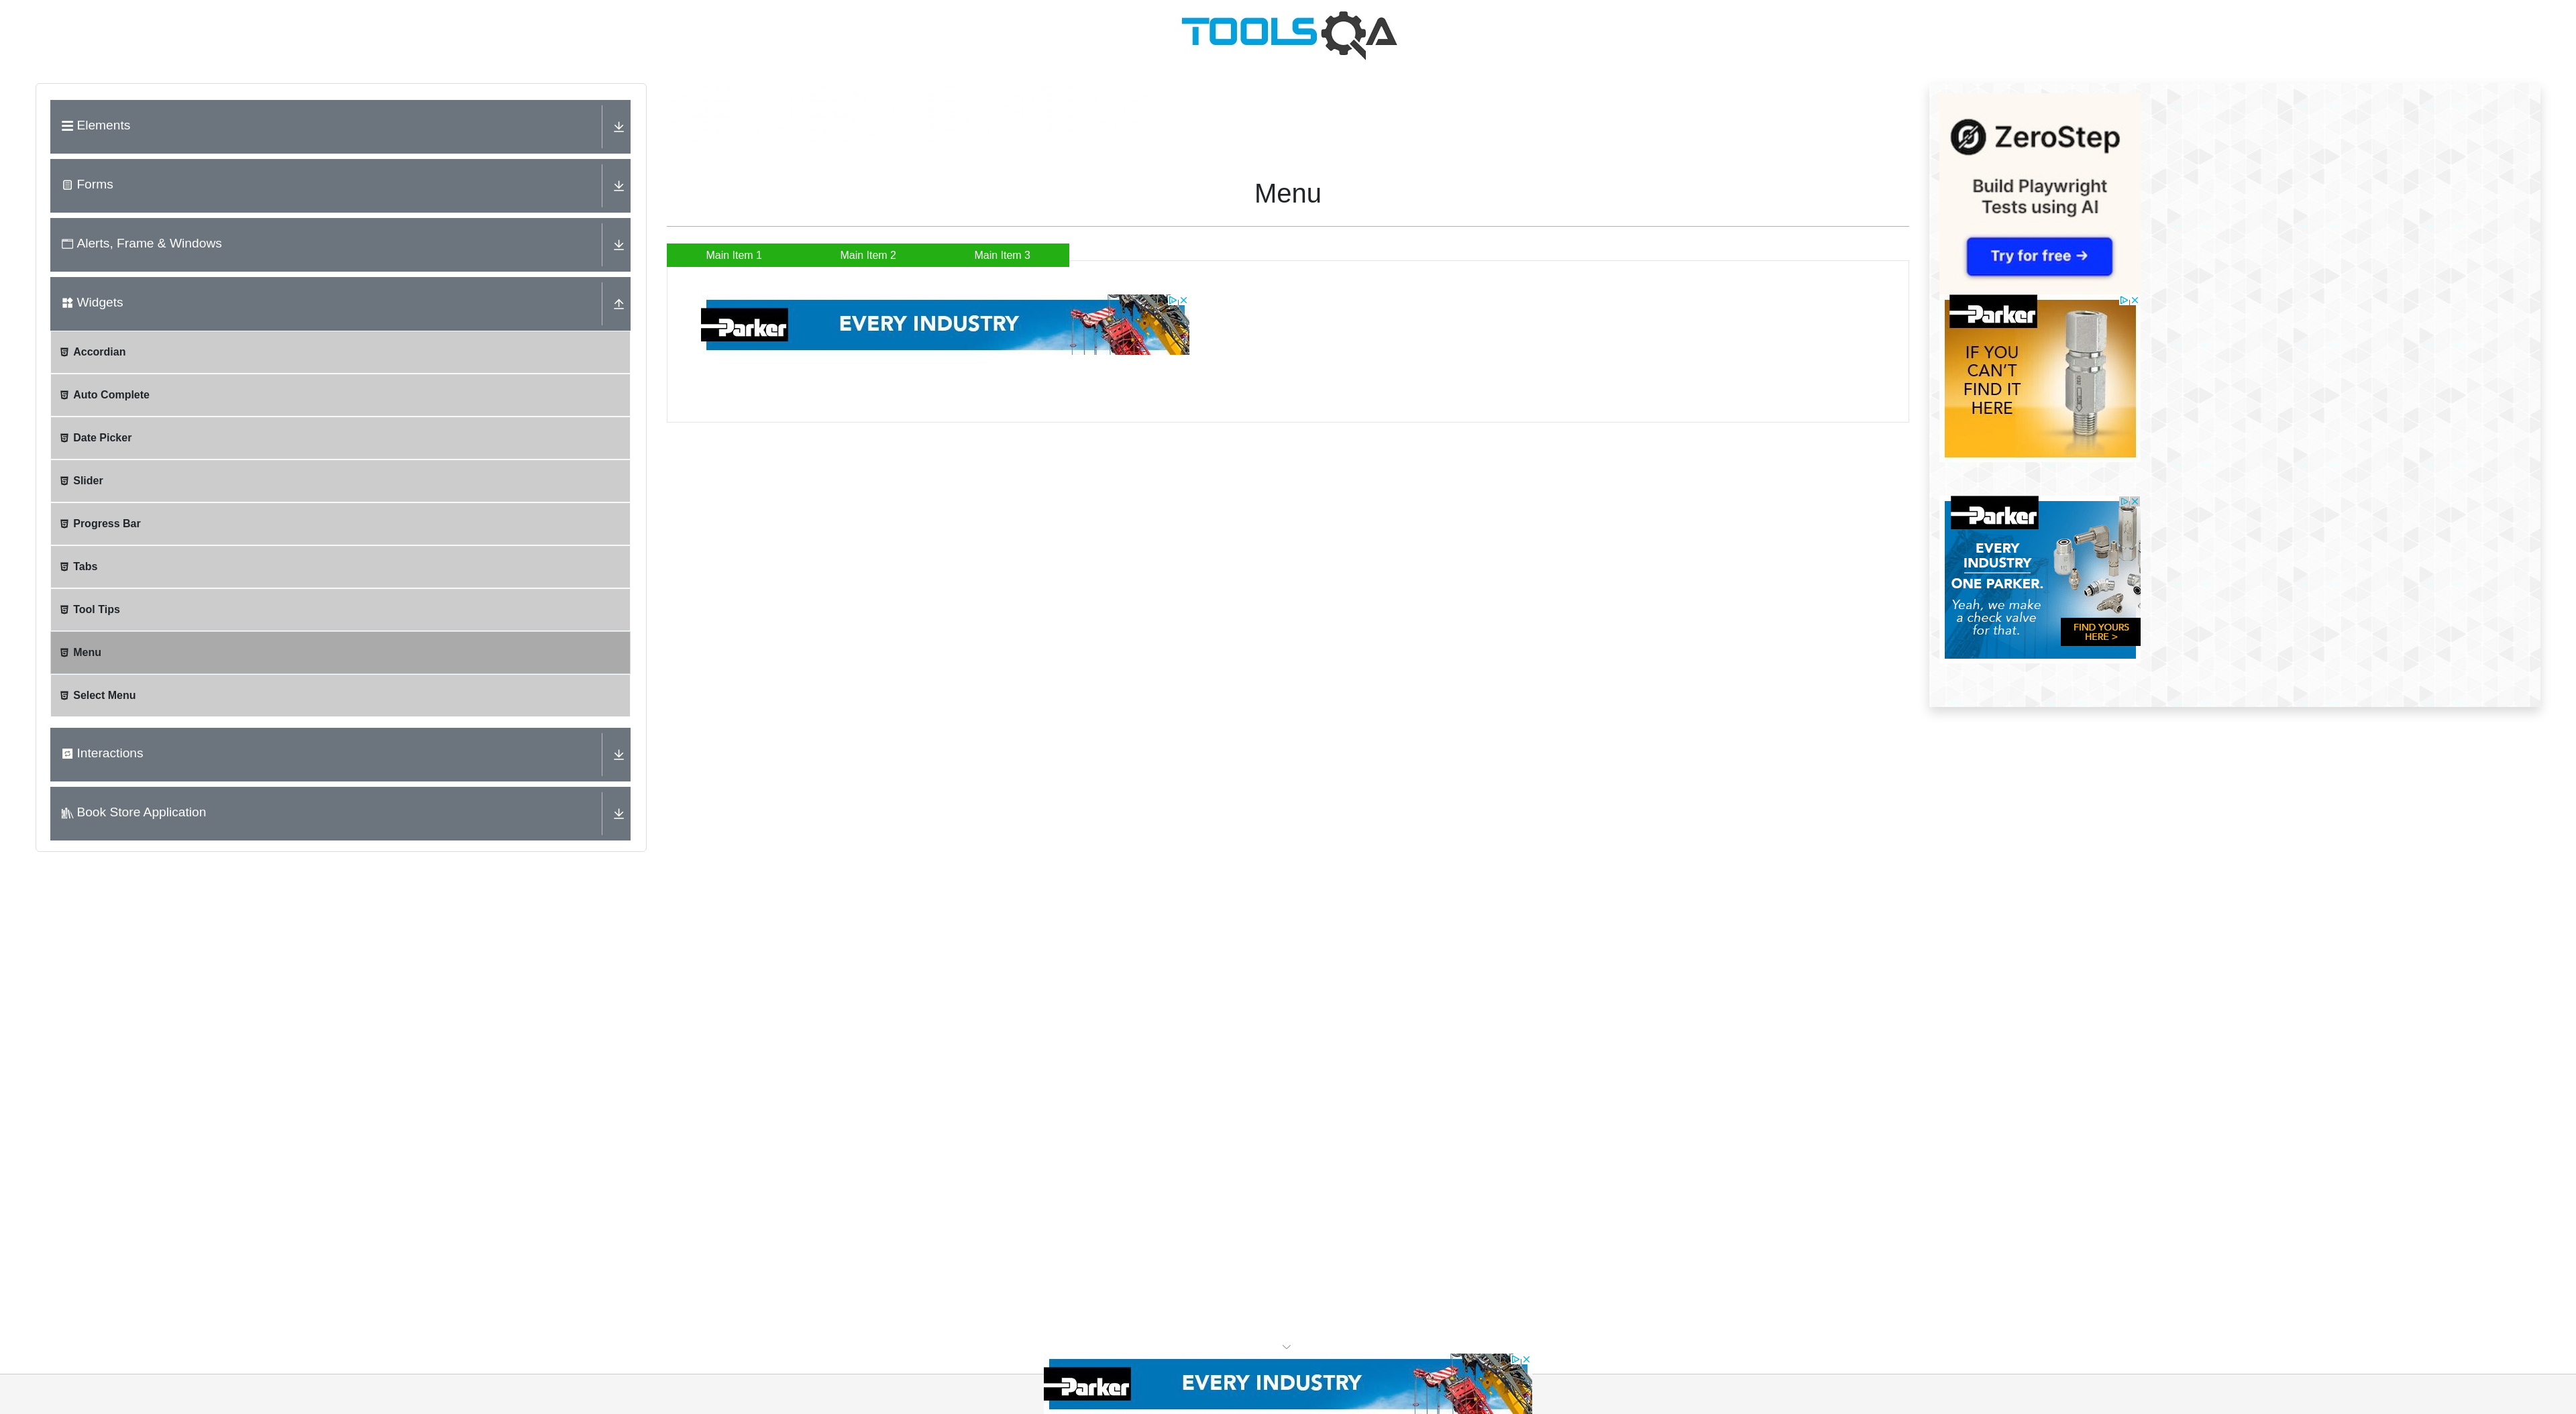 TOOLSQA
Elements
Forms
Alerts, Frame & Windows
Widgets
Accordian
Auto Complete
Date Picker
Slider
Progress Bar
Tabs
Tool Tips
Menu
Select Menu
Interactions
Book Store Application
Menu
Main Item 1 Main Item 2 Main Item 3
Parker EVERY INDUSTRY
ZeroStep
Build Playwright
Tests using AI
Try for free →
Parker
IF YOU
CAN'T
FIND IT
HERE
Parker
EVERY
INDUSTRY
ONE PARKER.
Yeah, we make
a check valve
for that.
FIND YOURS
HERE >
Parker EVERY INDUSTRY